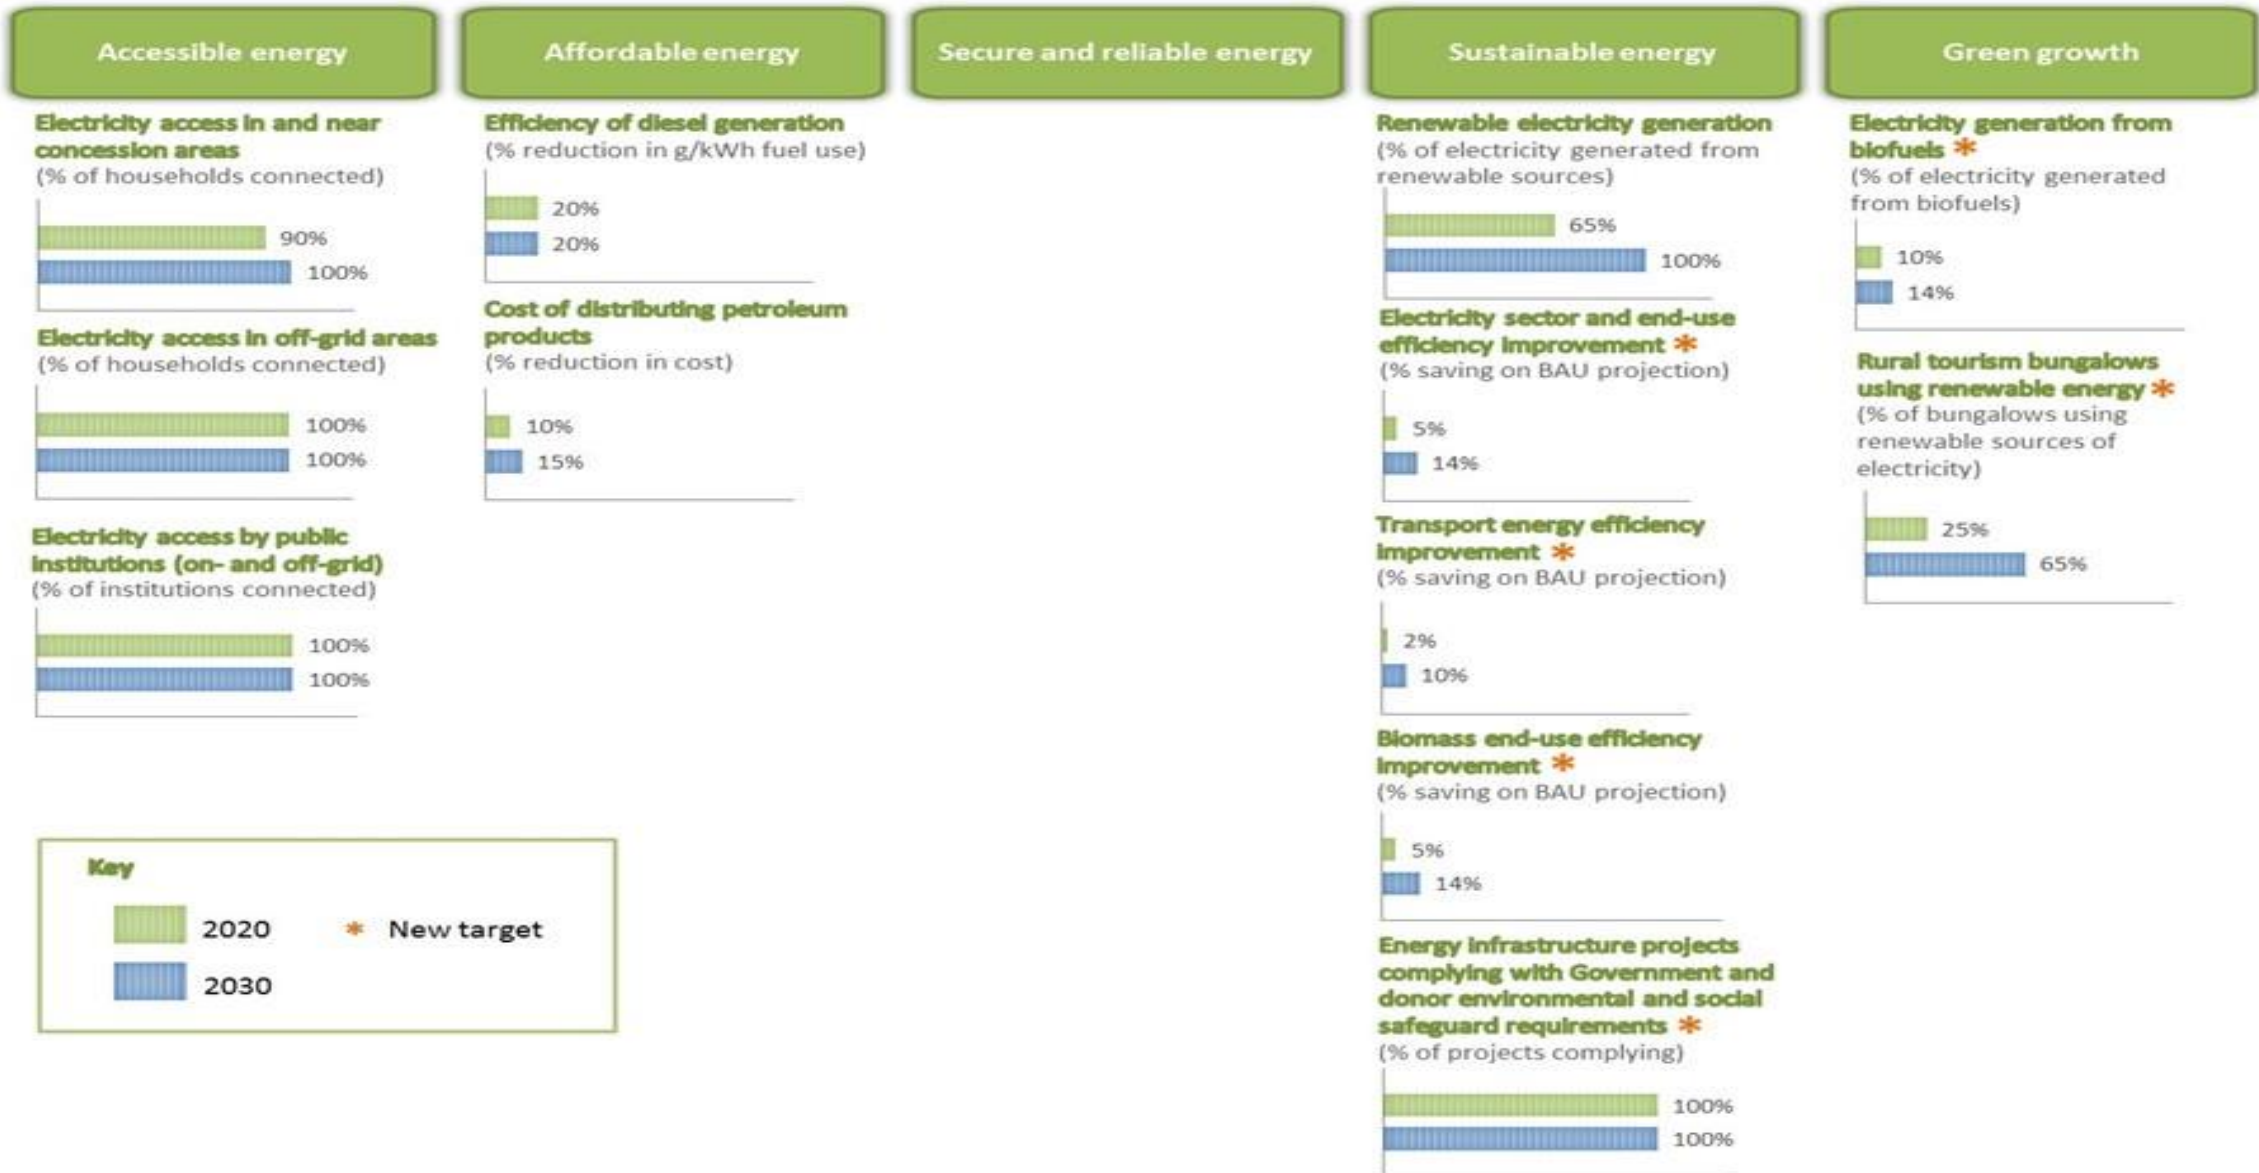 Accessible energy
Affordable energy
Secure and reliable energy
Sustainable energy
Green growth
Electricity access in and near
concession areas
(% of households connected)
90%
100%
Electricity access in off-grid areas
(% of households connected)
100%
100%
Electricity access by public
institutions (on- and off-grid)
(% of institutions connected)
100%
100%
Efficiency of diesel generation
(% reduction in g/kWh fuel use)
20%
20%
Cost of distributing petroleum
products
(% reduction in cost)
10%
15%
Renewable electricity generation
(% of electricity generated from
renewable sources)
65%
100%
Electricity sector and end-use
efficiency improvement *
(% saving on BAU projection)
5%
14%
Transport energy efficiency
improvement *
(% saving on BAU projection)
2%
10%
Biomass end-use efficiency
improvement *
(% saving on BAU projection)
5%
14%
Energy infrastructure projects
complying with Government and
donor environmental and social
safeguard requirements *
(% of projects complying)
100%
100%
Electricity generation from
biofuels *
(% of electricity generated
from biofuels)
10%
14%
Rural tourism bungalows
using renewable energy *
(% of bungalows using
renewable sources of
electricity)
25%
65%
Key
2020 * New target
2030